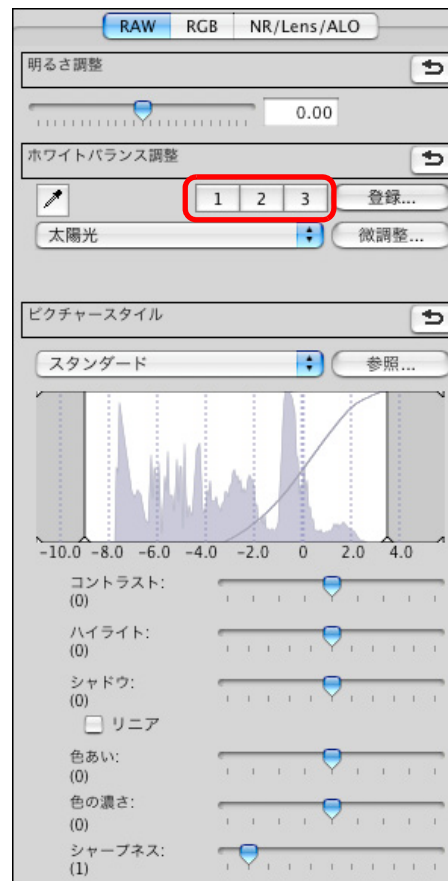 RAW RGB NR/Lens/ALO
明るさ調整
0.00
ホワイトバランス調整
1 2 3 登録...
太陽光 微調整...
ピクチャースタイル
スタンダード 参照...
-10.0 -8.0 -6.0 -4.0 -2.0 0 2.0 4.0
コントラスト:
(0)
ハイライト:
(0)
シャドウ:
(0)
リニア
色あい:
(0)
色の濃さ:
(0)
シャープネス:
(1)